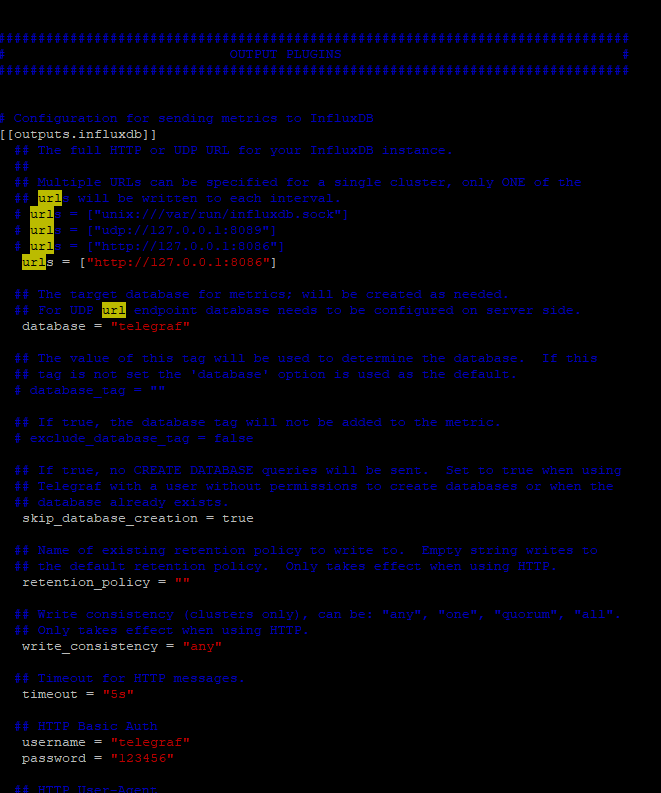 ###############################################################################
#                            OUTPUT PLUGINS                                   #
###############################################################################
# Configuration for sending metrics to InfluxDB
[[outputs.influxdb]]
  ## The full HTTP or UDP URL for your InfluxDB instance.
  ##
  ## Multiple URLs can be specified for a single cluster, only ONE of the
  ## urls will be written to each interval.
  # urls = ["unix:///var/run/influxdb.sock"]
  # urls = ["udp://127.0.0.1:8089"]
  # urls = ["http://127.0.0.1:8086"]
   urls = ["http://127.0.0.1:8086"]
  ## The target database for metrics; will be created as needed.
  ## For UDP url endpoint database needs to be configured on server side.
   database = "telegraf"
  ## The value of this tag will be used to determine the database.  If this
  ## tag is not set the 'database' option is used as the default.
  # database_tag = ""
  ## If true, the database tag will not be added to the metric.
  # exclude_database_tag = false
  ## If true, no CREATE DATABASE queries will be sent.  Set to true when using
  ## Telegraf with a user without permissions to create databases or when the
  ## database already exists.
   skip_database_creation = true
  ## Name of existing retention policy to write to.  Empty string writes to
  ## the default retention policy.  Only takes effect when using HTTP.
   retention_policy = ""
  ## Write consistency (clusters only), can be: "any", "one", "quorum", "all".
  ## Only takes effect when using HTTP.
   write_consistency = "any"
  ## Timeout for HTTP messages.
   timeout = "5s"
  ## HTTP Basic Auth
   username = "telegraf"
   password = "123456"
  ## HTTP User-Agent